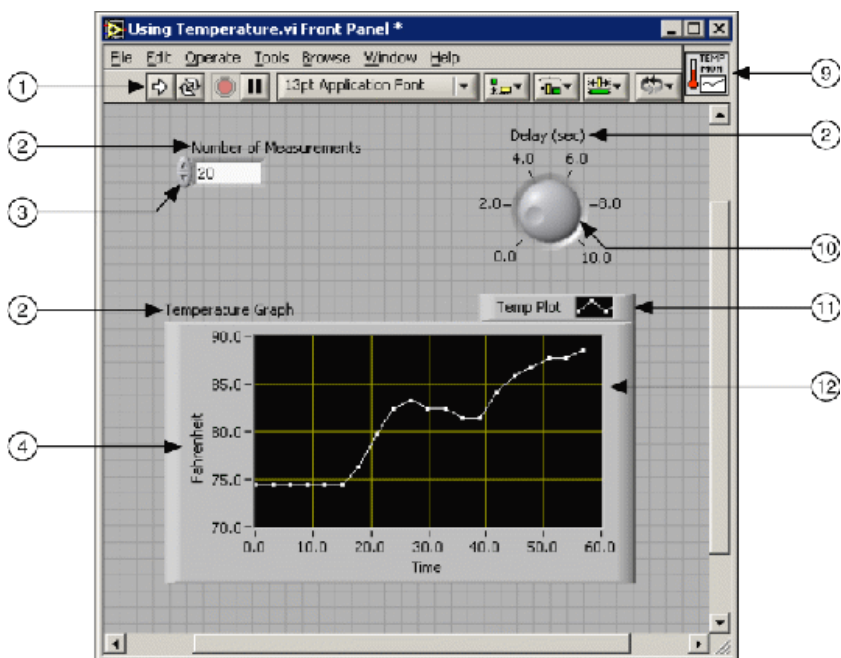 Using Temperature.vi Front Panel *
File Edit Operate Tools Browse Window Help
TEMP
MON
9
1
13pt Application Font
2
Number of Measurements
20
3
Delay (sec)
2
4.0 6.0
2.0 8.0
0.0 10.0
10
2
Temperature Graph
Temp Plot
11
90.0
85.0
12
80.0
4
Fahrenheit
75.0
70.0
0.0 10.0 20.0 30.0 40.0 50.0 60.0
Time